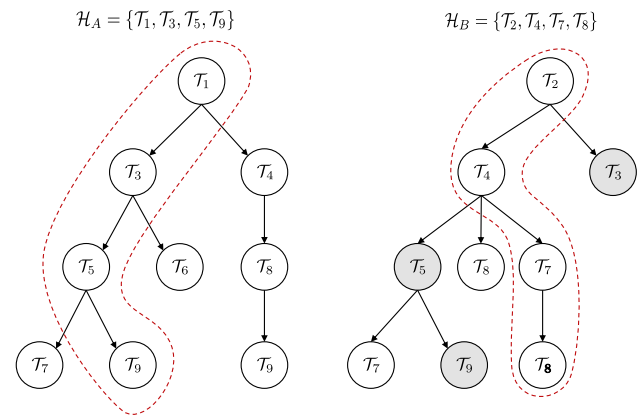 ℋ_A = {𝒯₁, 𝒯₃, 𝒯₅, 𝒯₉}
𝒯₁
𝒯₃ 𝒯₄
𝒯₅ 𝒯₆ 𝒯₈
𝒯₇ 𝒯₉ 𝒯₉
ℋ_B = {𝒯₂, 𝒯₄, 𝒯₇, 𝒯₈}
𝒯₂
𝒯₄ 𝒯₃
𝒯₅ 𝒯₈ 𝒯₇
𝒯₇ 𝒯₉ 𝒯₈